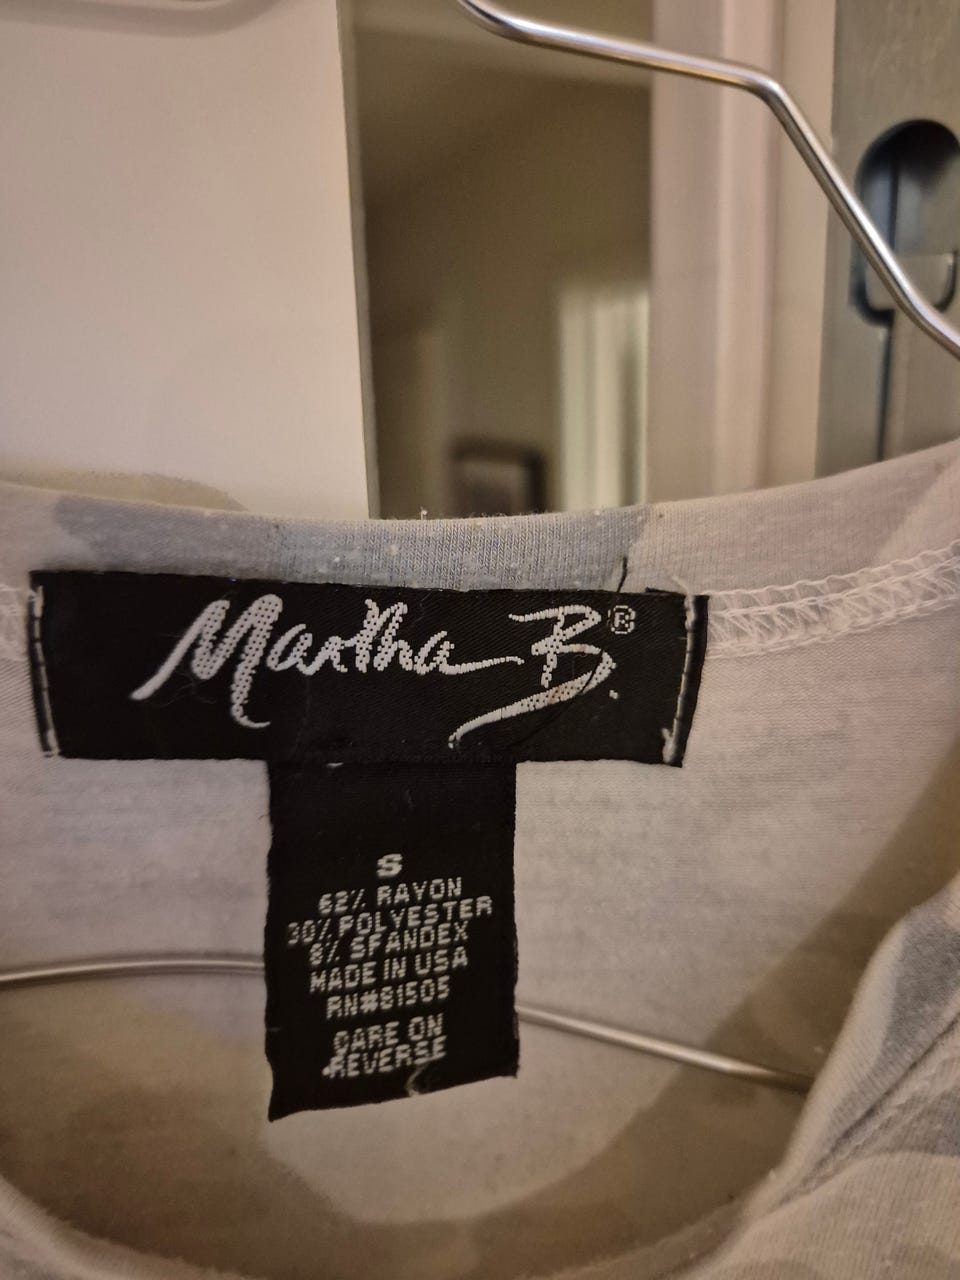 Martha B.®
S
62% RAYON
30% POLYESTER
8% SPANDEX
MADE IN USA
RN#81505
CARE ON
REVERSE